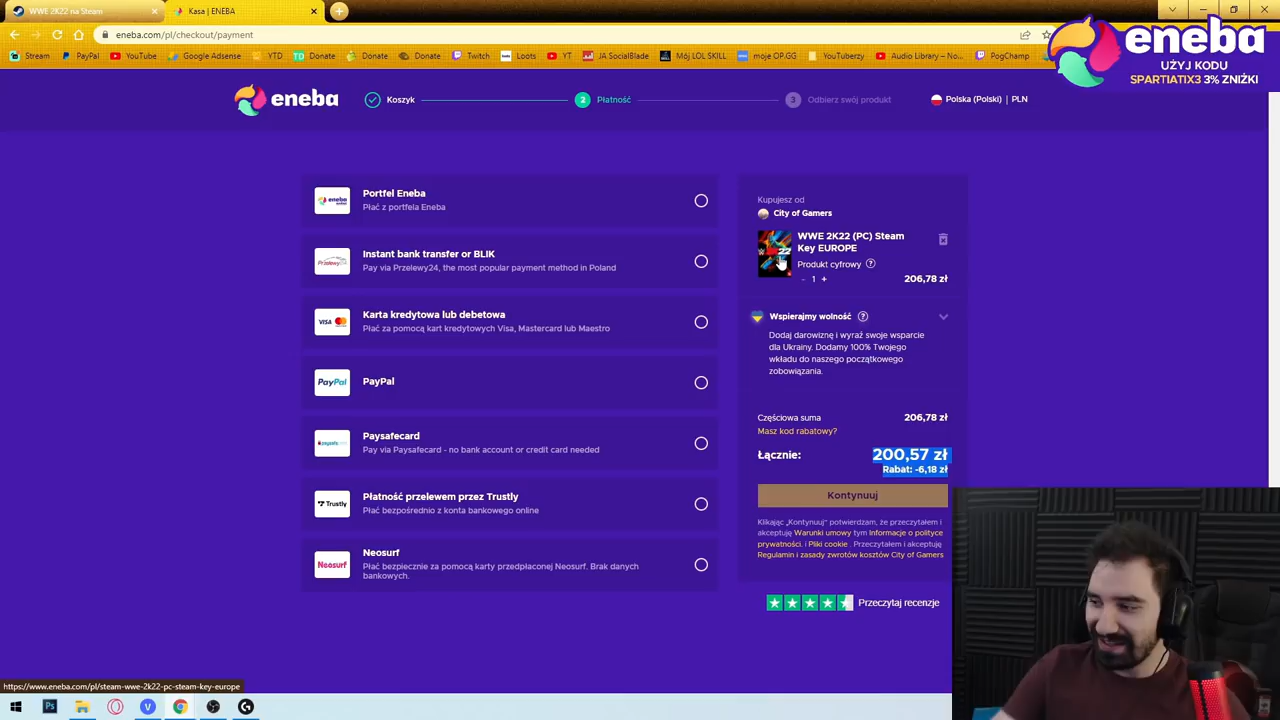 WWE 2K22 na Steam
Kasa | ENEBA
eneba.com/pl/checkout/payment
Stream
PayPal
YouTube
Google Adsense
YTD
Donate
Donate
Donate
Twitch
Loots
YT
JA SocialBlade
Mój LOL SKILL
moje OP.GG
YouTuberzy
Audio Library – No...
PogChamp
eneba
UŻYJ KODU
SPARTIATIX3 3% ZNIŻKI
eneba
Koszyk
2 Płatność
3 Odbierz swój produkt
Polska (Polski) | PLN
Portfel Eneba
Płać z portfela Eneba
Instant bank transfer or BLIK
Pay via Przelewy24, the most popular payment method in Poland
Karta kredytowa lub debetowa
Płać za pomocą kart kredytowych Visa, Mastercard lub Maestro
VISA
PayPal
PayPal
Paysafecard
Pay via Paysafecard - no bank account or credit card needed
Trustly
Płatność przelewem przez Trustly
Płać bezpośrednio z konta bankowego online
Neosurf
Neosurf
Płać bezpiecznie za pomocą karty przedpłaconej Neosurf. Brak danych
bankowych.
Kupujesz od
City of Gamers
WWE 2K22 (PC) Steam
Key EUROPE
Produkt cyfrowy ?
- 1 +
206,78 zł
Wspierajmy wolność ?
Dodaj darowiznę i wyraź swoje wsparcie
dla Ukrainy. Dodamy 100% Twojego
wkładu do naszego początkowego
zobowiązania.
Częściowa suma 206,78 zł
Masz kod rabatowy?
Łącznie: 200,57 zł
Rabat: -6,18 zł
Kontynuuj
Klikając „Kontynuuj” potwierdzam, że przeczytałem i
akceptuję Warunki umowy tym Informacje o polityce
prywatności. i Pliki cookie . Przeczytałem i akceptuję
Regulamin i zasady zwrotów kosztów City of Gamers
Przeczytaj recenzje
https://www.eneba.com/pl/steam-wwe-2k22-pc-steam-key-europe